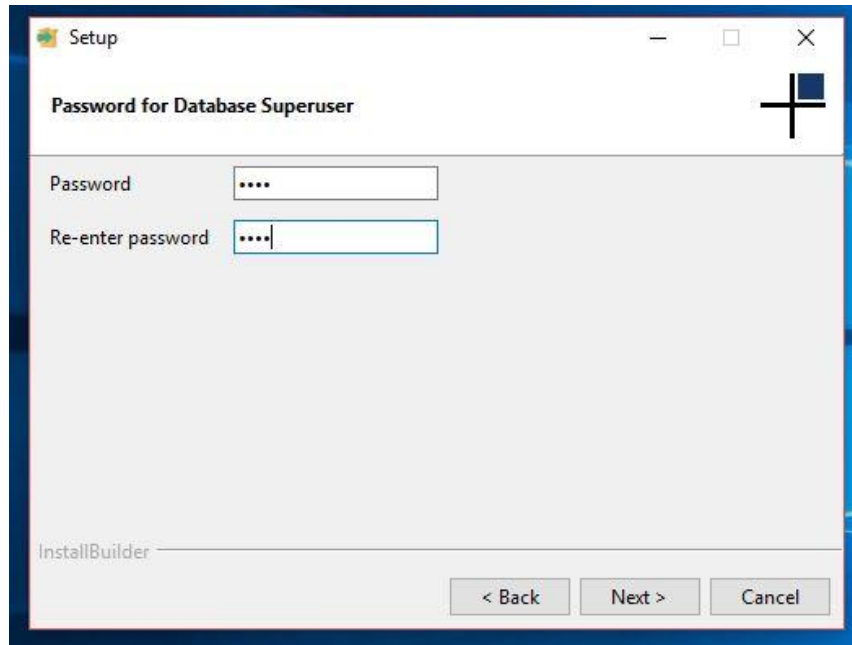 Setup
Password for Database Superuser
Password ••••
Re-enter password ••••
InstallBuilder
< Back Next > Cancel